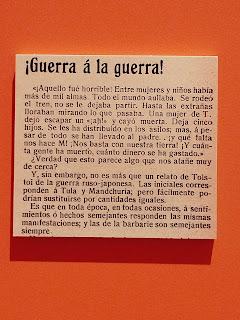 ¡Guerra á la guerra!
«¡Aquello fué horrible! Entre mujeres y niños había
más de mil almas. Todo el mundo aullaba. Se rodeó
el tren, no se le dejaba partir. Hasta las extrañas
lloraban mirando lo que pasaba. Una mujer de T.
dejó escapar un «¡ah!» y cayó muerta. Deja cinco
hijos. Se les ha distribuído en los asilos; mas, á pe-
sar de todo se han llevado al padre. ¡y qué falta
nos hace M! ¡Nos basta con nuestra tierra! ¡Y cuán-
ta gente ha muerto, cuánto dinero se ha gastado.»
¿Verdad que esto parece algo que nos atañe muy
de cerca?
Y, sin embargo, no es más que un relato de Tols-
toï de la guerra ruso-japonesa. Las iniciales corres-
ponden á Tula y Mandchuria; pero fácilmente po-
drían sustituirse por cantidades iguales.
Es que en toda época, en todas ocasiones, á senti-
mientos ó hechos semejantes responden las mismas
manifestaciones; y las de la barbarie son semejantes
siempre